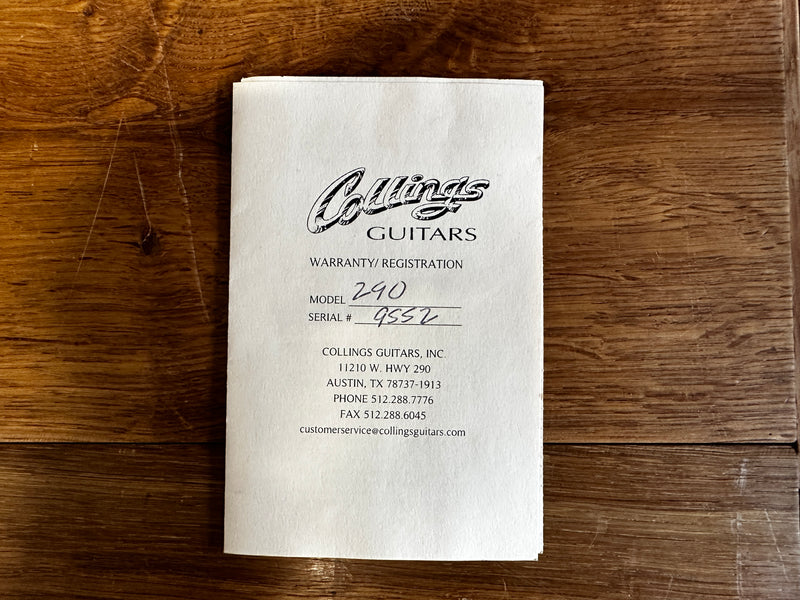 Collings
GUITARS
WARRANTY/ REGISTRATION
MODEL 290
SERIAL # 9552
COLLINGS GUITARS, INC.
11210 W. HWY 290
AUSTIN, TX 78737-1913
PHONE 512.288.7776
FAX 512.288.6045
customerservice@collingsguitars.com